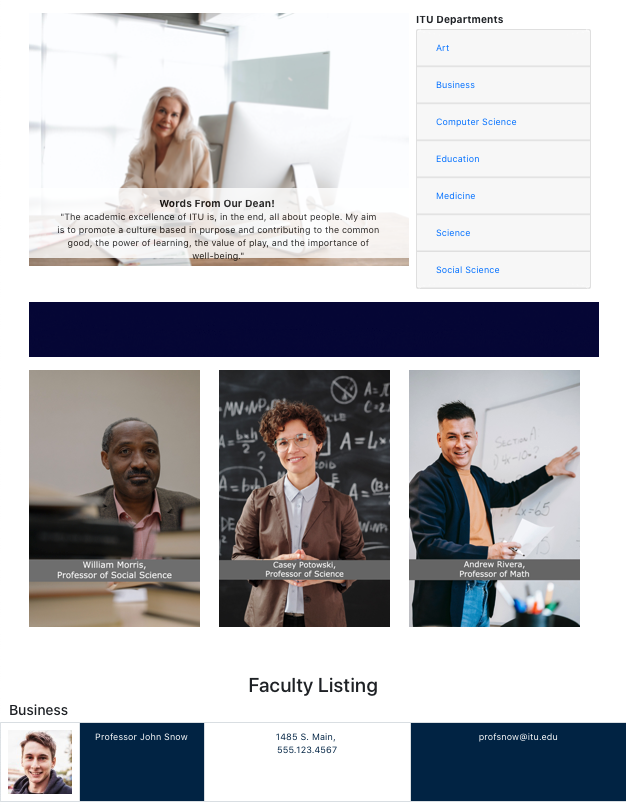 ITU Departments
Art
Business
Computer Science
Education
Medicine
Science
Social Science
Words From Our Dean!
"The academic excellence of ITU is, in the end, all about people. My aim
is to promote a culture based in purpose and contributing to the common
good, the power of learning, the value of play, and the importance of
well-being."
William Morris,
Professor of Social Science
Casey Potowski,
Professor of Science
Andrew Rivera,
Professor of Math
Faculty Listing
Business
Professor John Snow
1485 S. Main,
555.123.4567
profsnow@itu.edu